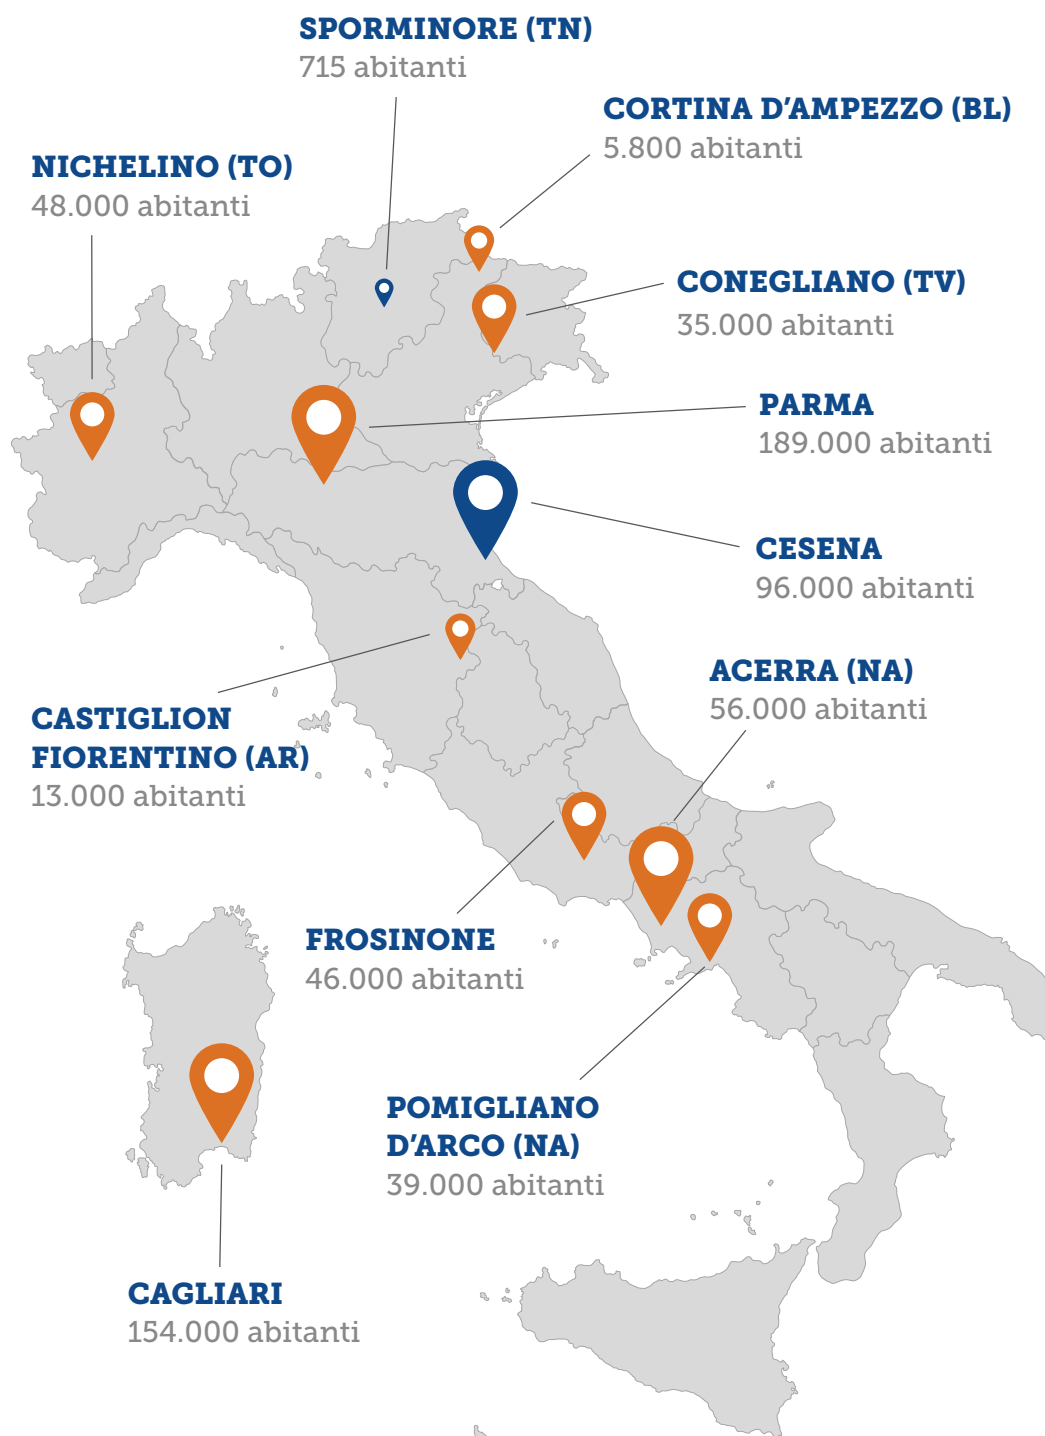 SPORMINORE (TN)
715 abitanti
CORTINA D'AMPEZZO (BL)
5.800 abitanti
NICHELINO (TO)
48.000 abitanti
CONEGLIANO (TV)
35.000 abitanti
PARMA
189.000 abitanti
CESENA
96.000 abitanti
ACERRA (NA)
56.000 abitanti
CASTIGLION
FIORENTINO (AR)
13.000 abitanti
FROSINONE
46.000 abitanti
POMIGLIANO
D'ARCO (NA)
39.000 abitanti
CAGLIARI
154.000 abitanti